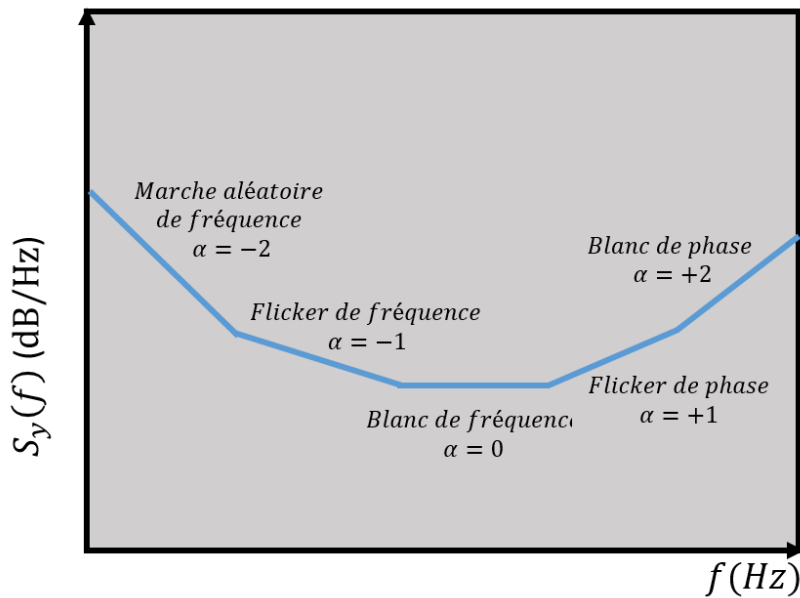 Marche aléatoire
de fréquence
α = −2
Blanc de phase
α = +2
Flicker de fréquence
α = −1
Flicker de phase
α = +1
Blanc de
α = 0
S_y(f) (dB/Hz)
f(Hz)